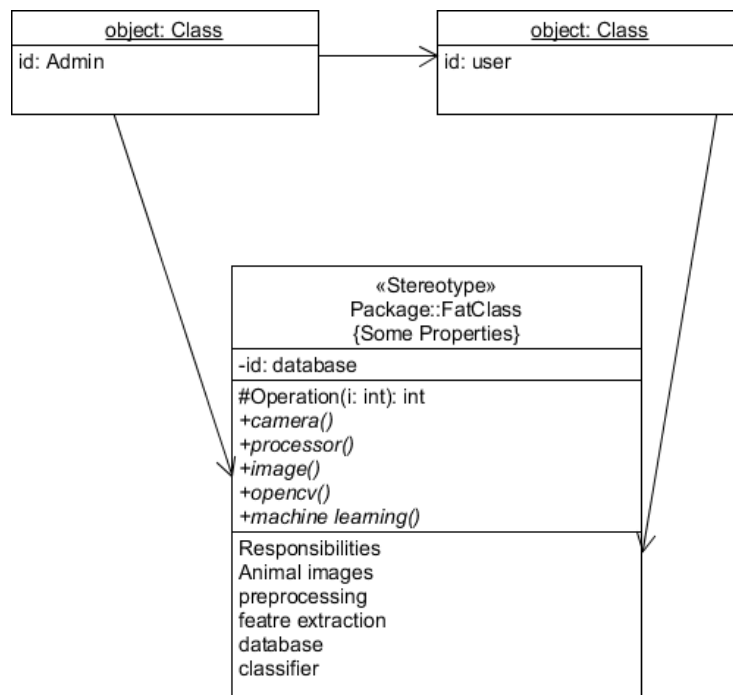 object: Class
id: Admin
object: Class
id: user
«Stereotype»
Package::FatClass
{Some Properties}
-id: database
#Operation(i: int): int
+camera()
+processor()
+image()
+opencv()
+machine learning()
Responsibilities
Animal images
preprocessing
featre extraction
database
classifier